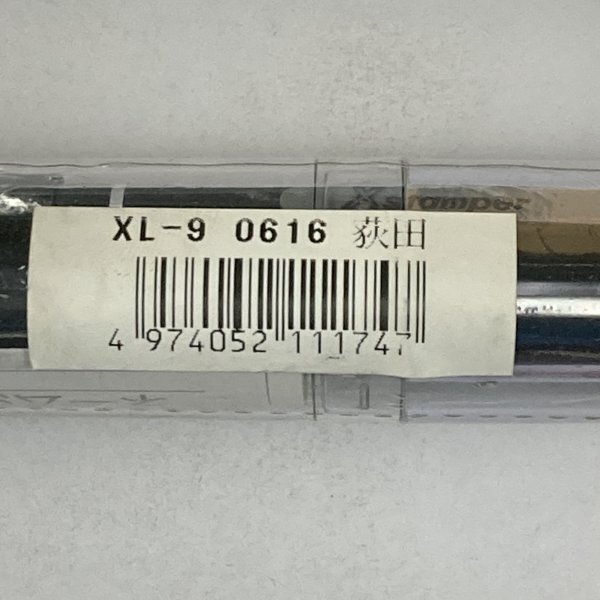 Xstamper
XL-9 0616 荻田
4 974052 111747